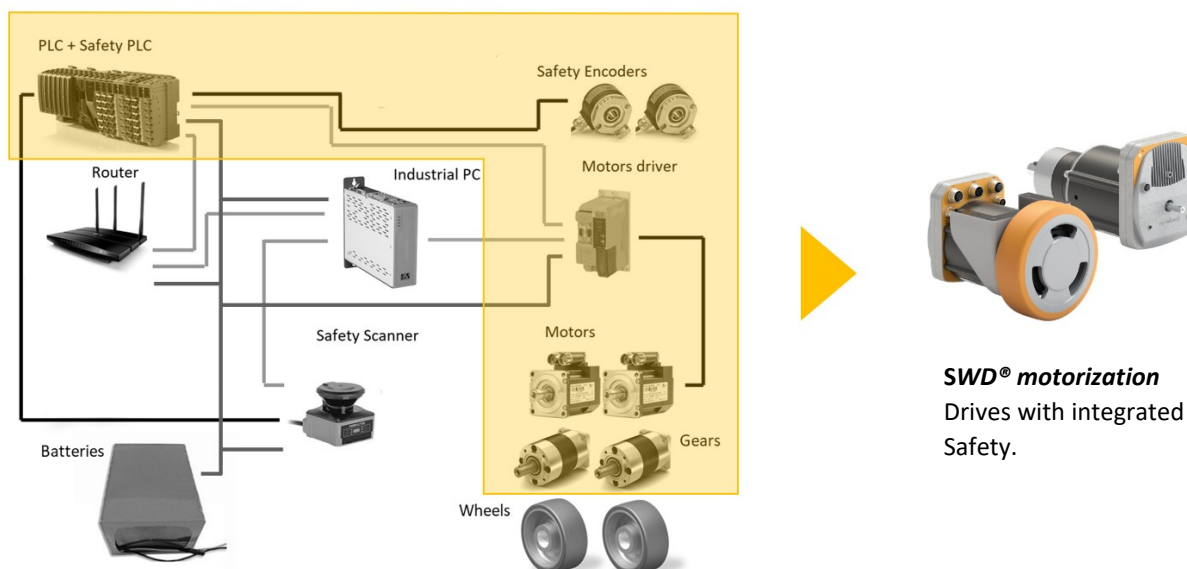 PLC + Safety PLC
Safety Encoders
Router
Industrial PC
Motors driver
Safety Scanner
Motors
Batteries
Gears
Wheels
SWD® motorization
Drives with integrated
Safety.